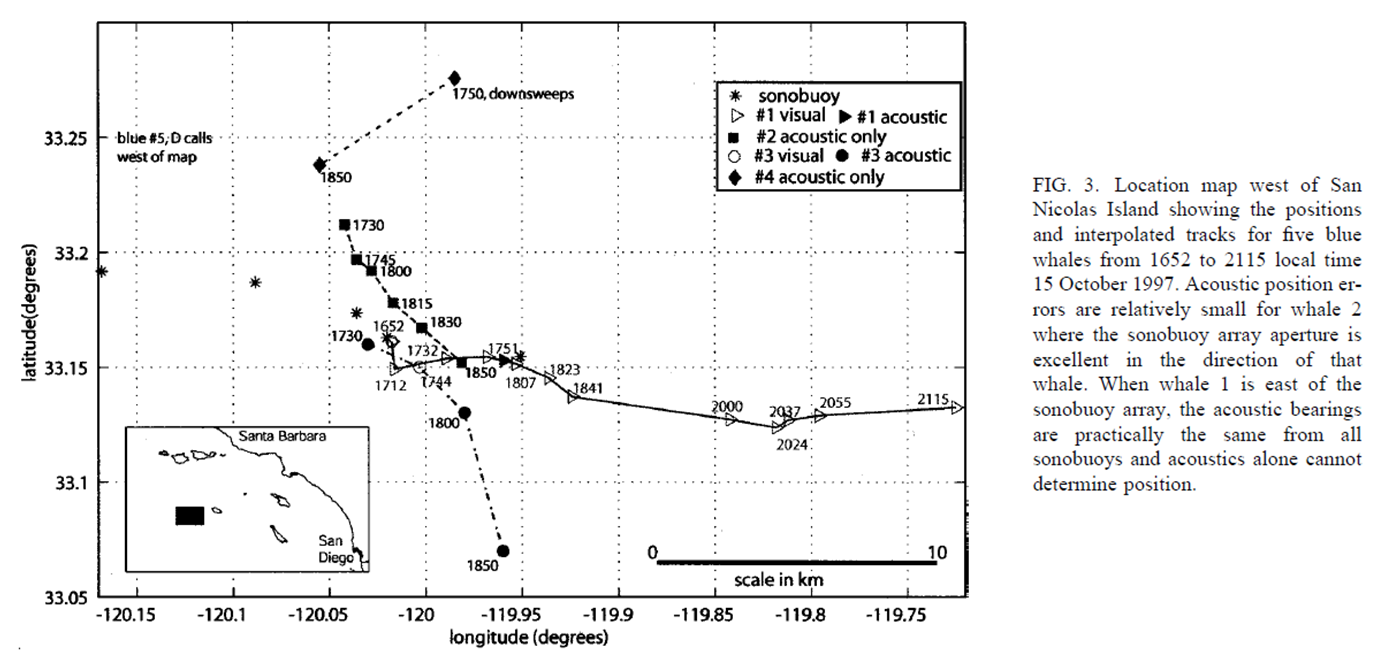 blue #5, D calls
west of map
1750, downsweeps
sonobuoy
#1 visual #1 acoustic
#2 acoustic only
#3 visual #3 acoustic
#4 acoustic only
1850
1730
1745
1800
1815
1830
1652
1730
1732
1751
1712
1744
1850
1807
1823
1841
1800
2000
2037
2055
2115
2024
1850
Santa Barbara
San
Diego
0 10
scale in km
33.25
33.2
33.15
33.1
33.05
latitude(degrees)
-120.15 -120.1 -120.05 -120 -119.95 -119.9 -119.85 -119.8 -119.75
longitude (degrees)
FIG. 3. Location map west of San
Nicolas Island showing the positions
and interpolated tracks for five blue
whales from 1652 to 2115 local time
15 October 1997. Acoustic position er-
rors are relatively small for whale 2
where the sonobuoy array aperture is
excellent in the direction of that
whale. When whale 1 is east of the
sonobuoy array, the acoustic bearings
are practically the same from all
sonobuoys and acoustics alone cannot
determine position.